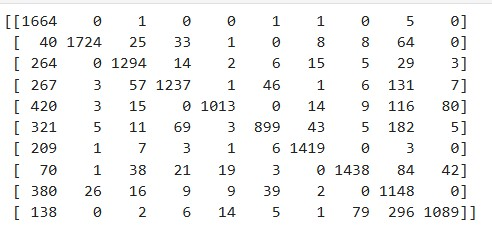 [[1664 0 1 0 0 1 1 0 5 0]
[ 40 1724 25 33 1 0 8 8 64 0]
[ 264 0 1294 14 2 6 15 5 29 3]
[ 267 3 57 1237 1 46 1 6 131 7]
[ 420 3 15 0 1013 0 14 9 116 80]
[ 321 5 11 69 3 899 43 5 182 5]
[ 209 1 7 3 1 6 1419 0 3 0]
[ 70 1 38 21 19 3 0 1438 84 42]
[ 380 26 16 9 9 39 2 0 1148 0]
[ 138 0 2 6 14 5 1 79 296 1089]]